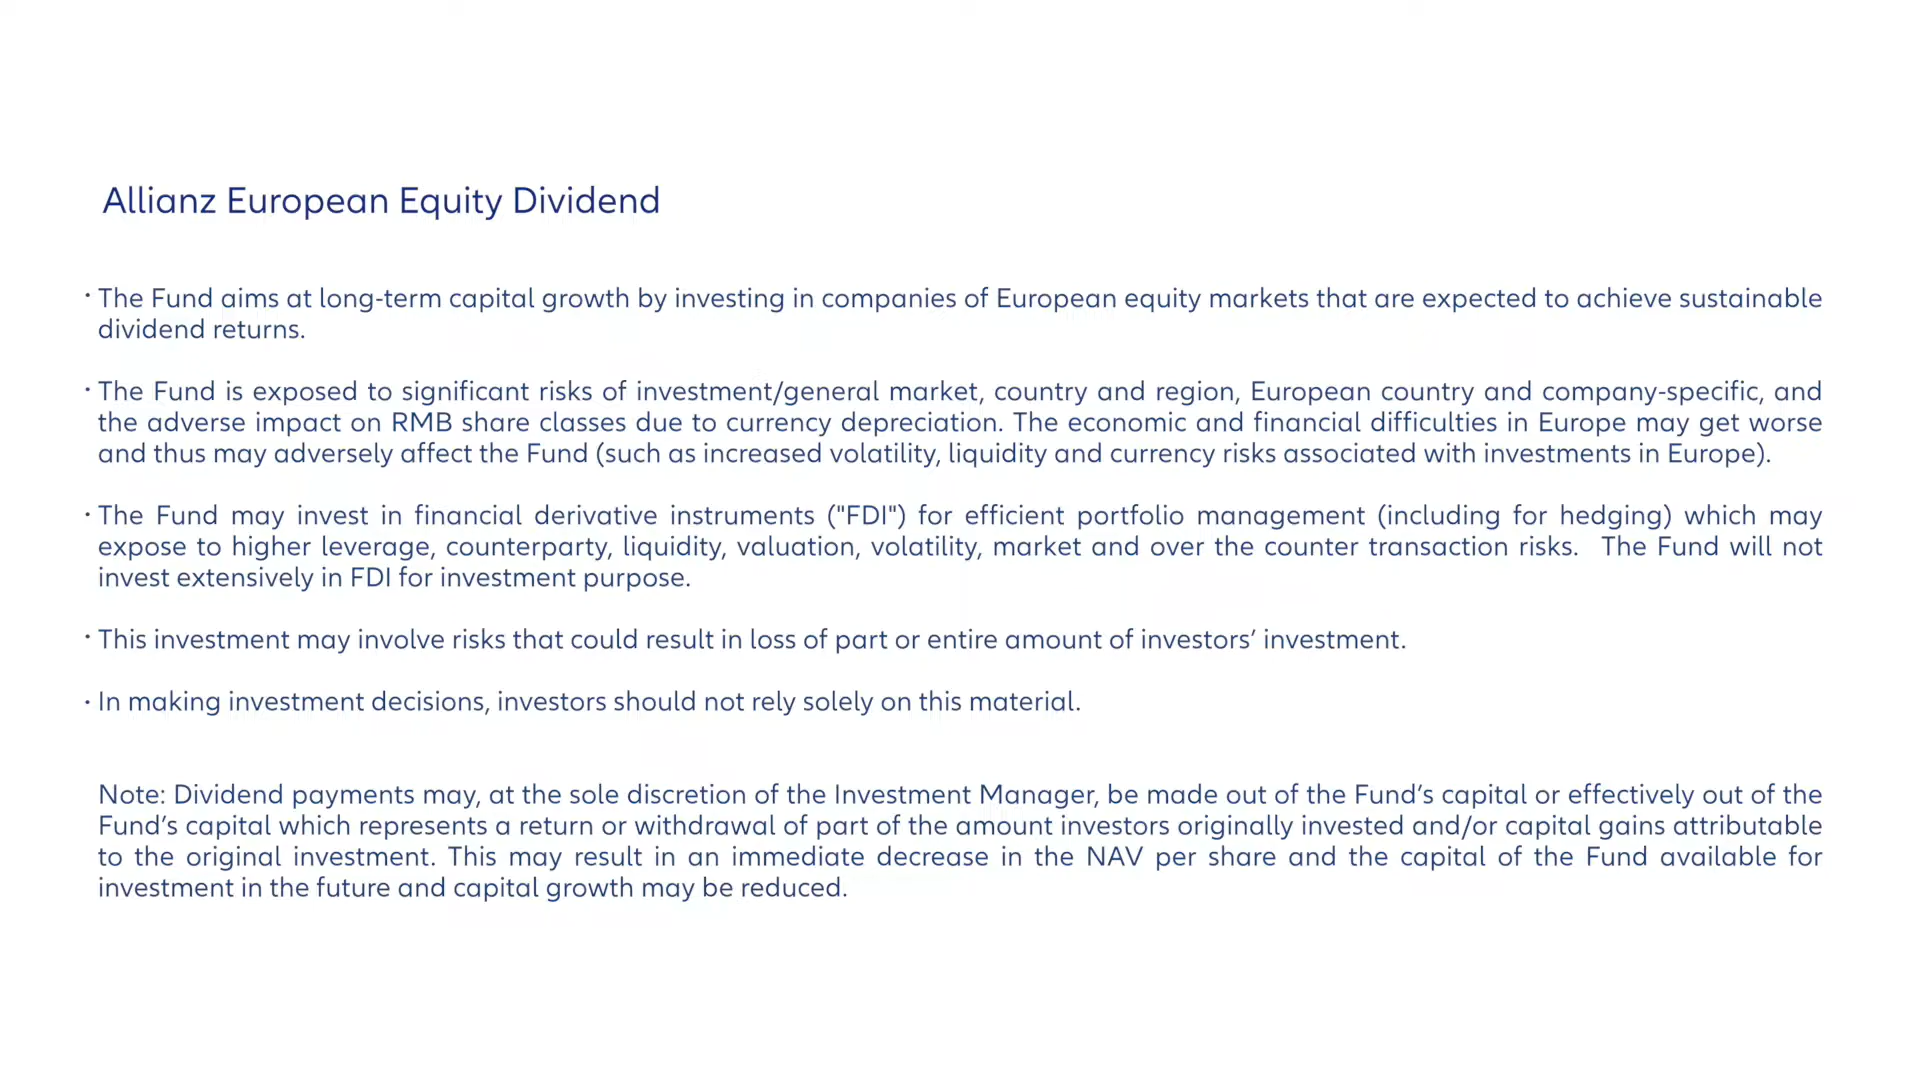 Allianz European Equity Dividend
· The Fund aims at long-term capital growth by investing in companies of European equity markets that are expected to achieve sustainable
dividend returns.
· The Fund is exposed to significant risks of investment/general market, country and region, European country and company-specific, and
the adverse impact on RMB share classes due to currency depreciation. The economic and financial difficulties in Europe may get worse
and thus may adversely affect the Fund (such as increased volatility, liquidity and currency risks associated with investments in Europe).
· The Fund may invest in financial derivative instruments ("FDI") for efficient portfolio management (including for hedging) which may
expose to higher leverage, counterparty, liquidity, valuation, volatility, market and over the counter transaction risks. The Fund will not
invest extensively in FDI for investment purpose.
· This investment may involve risks that could result in loss of part or entire amount of investors’ investment.
· In making investment decisions, investors should not rely solely on this material.
Note: Dividend payments may, at the sole discretion of the Investment Manager, be made out of the Fund’s capital or effectively out of the
Fund’s capital which represents a return or withdrawal of part of the amount investors originally invested and/or capital gains attributable
to the original investment. This may result in an immediate decrease in the NAV per share and the capital of the Fund available for
investment in the future and capital growth may be reduced.